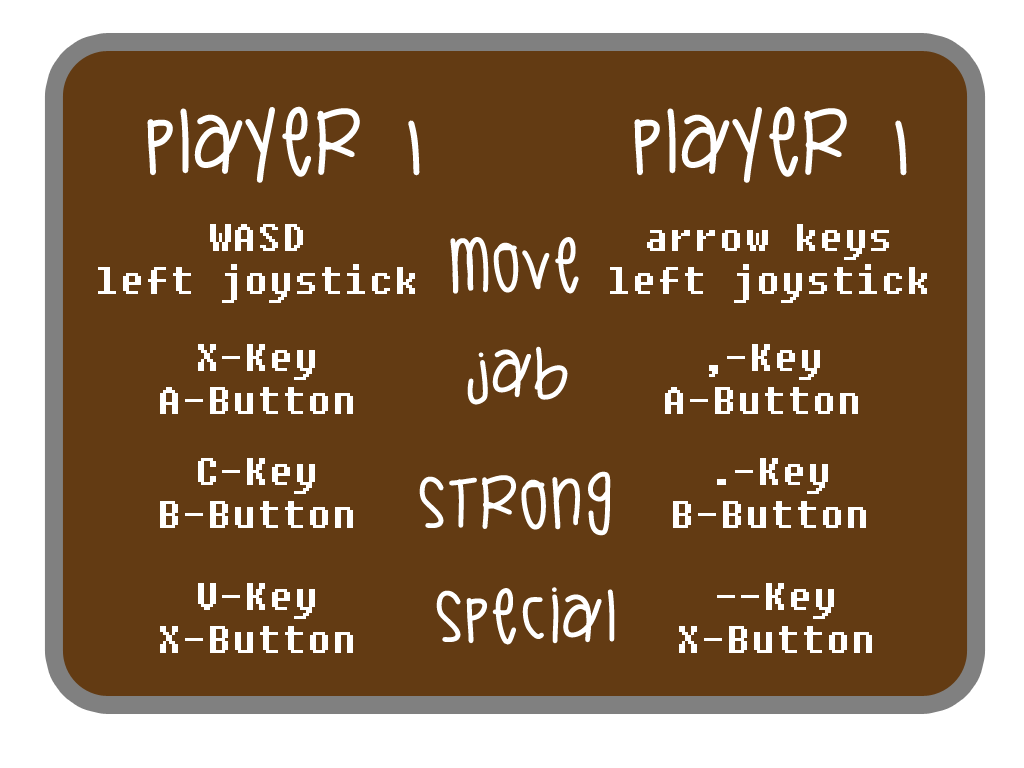 Player 1 Player 1
WASD arrow keys
move
left joystick left joystick
X-Key ,-Key
jab
A-Button A-Button
C-Key .-Key
strong
B-Button B-Button
V-Key --Key
special
X-Button X-Button